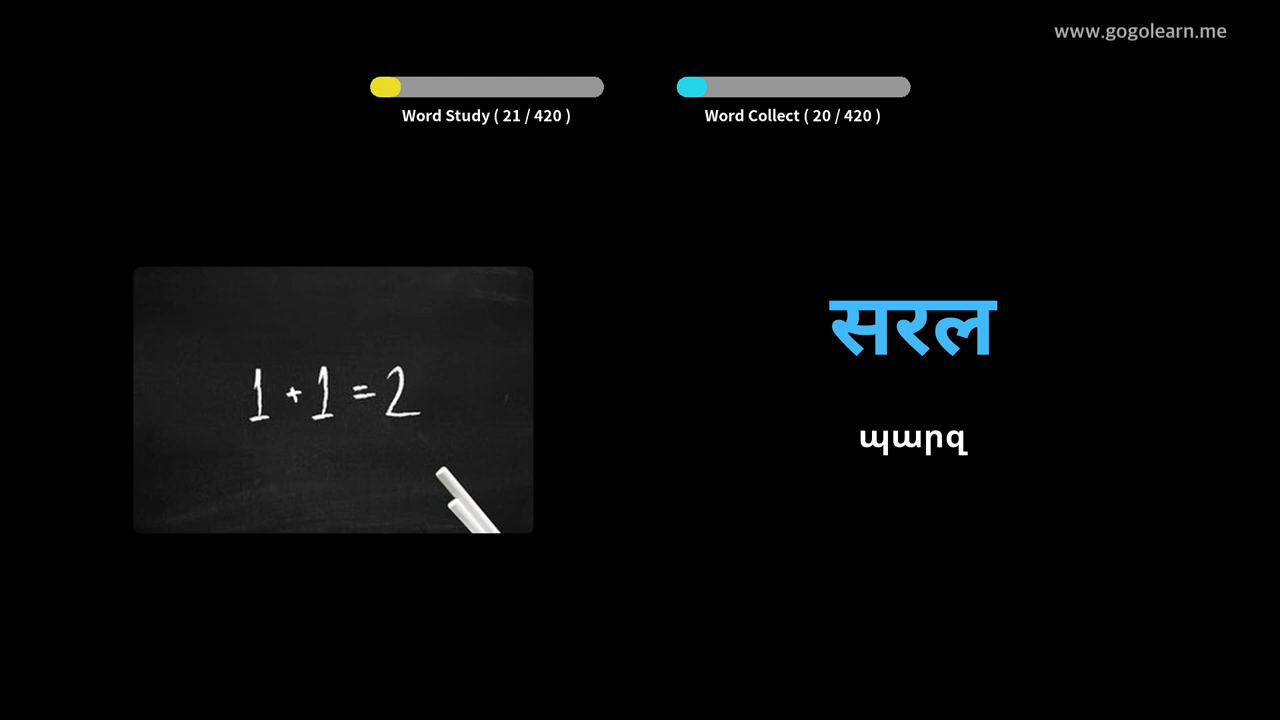 www.gogolearn.me
Word Study ( 21 / 420 )
Word Collect ( 20 / 420 )
1 + 1 = 2
सरल
պարզ